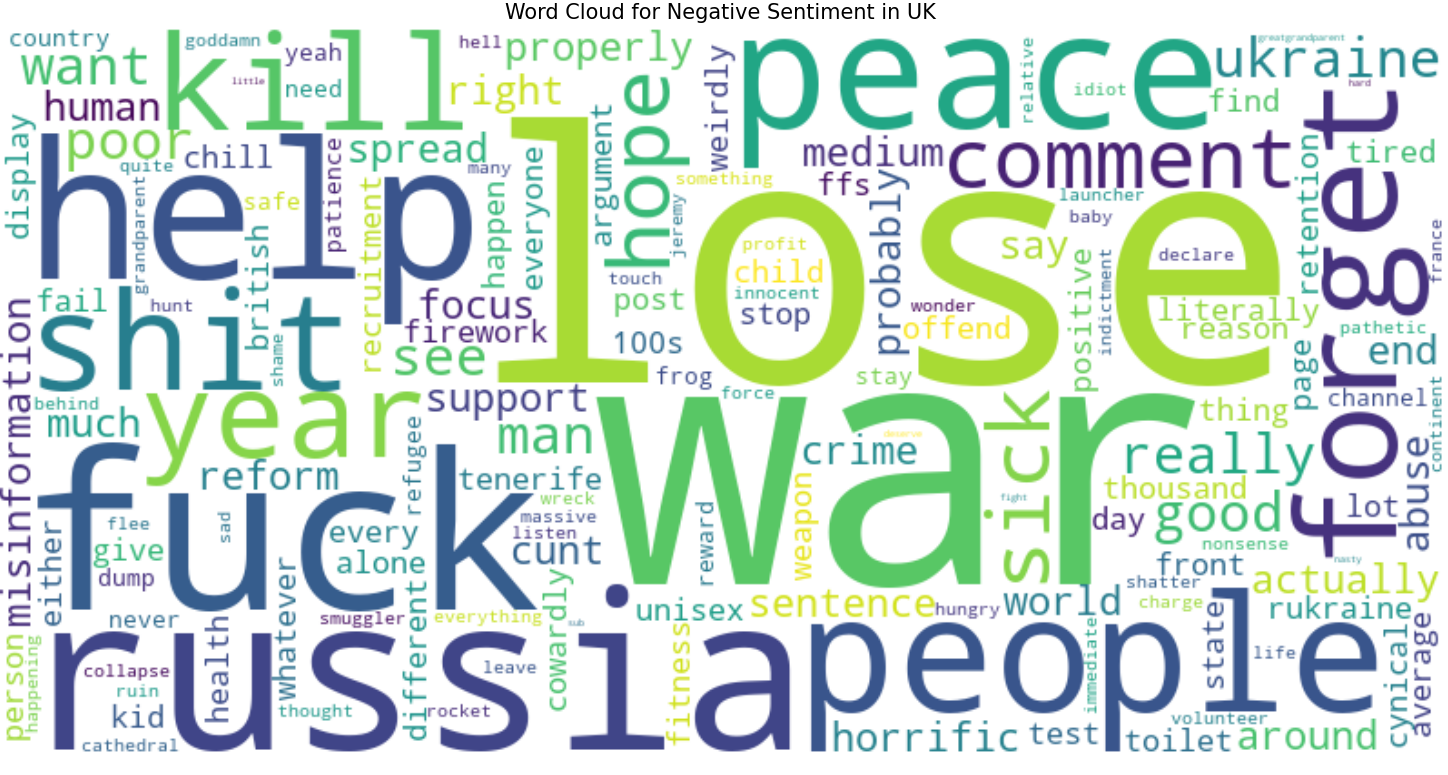 Word Cloud for Negative Sentiment in UK
country
goddamn
yeah
hell
properly
peace
greatgrandparent
ukraine
want
kill
little
need
right
weirdly
relative
idiot
find
hard
human
poor
display
quite
chill
patience
spread
many
argument
hope
something
medium
ffs
comment
retention
tired
forget
help
grandparent
safe
british
recruitment
happen
everyone
lose
jeremy
profit
child
innocent
stop
touch
post
100s
frog
probably
launcher
baby
say
declare
wonder
offend
positive
indictment
literally
reason
france
pathetic
end
page
channel
continent
fail
hunt
shit
shame
focus
firework
see
misinformation
behind
much
year
support
man
stay
force
war
deserve
crime
sick
thing
really
thousand
good
day
lot
abuse
reform
refugee
tenerife
wreck
massive
listen
cunt
reward
weapon
fight
nonsense
fuck
either
flee
give
dump
sad
every
alone
whatever
different
everything
cowardly
sub
unisex
sentence
hungry
world
front
shatter
charge
nasty
actually
rukraine
never
smuggler
person
happening
russia
collapse
ruin
kid
cathedral
health
thought
leave
rocket
fitness
people
immediate
state
life
cynical
average
horrific
test
volunteer
toilet
around